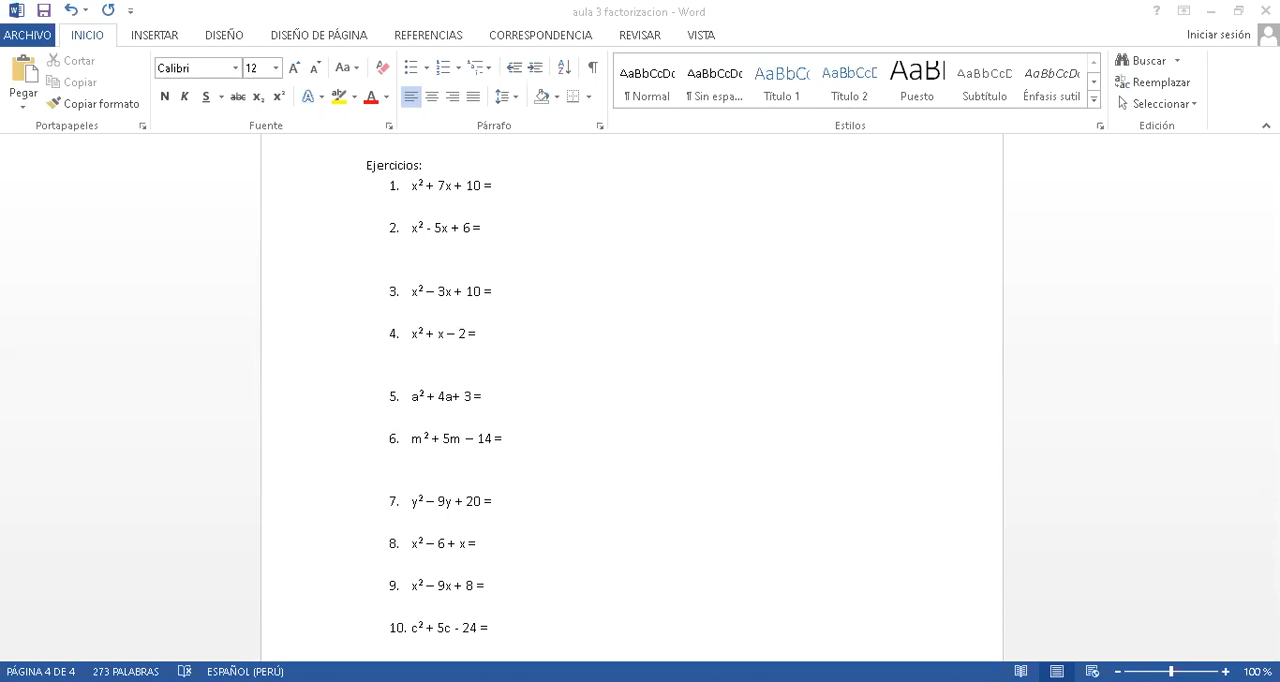 aula 3 factorizacion - Word
ARCHIVO INICIO INSERTAR DISEÑO DISEÑO DE PÁGINA REFERENCIAS CORRESPONDENCIA REVISAR VISTA Iniciar sesión
Pegar
Cortar
Copiar
Copiar formato
Portapapeles
Calibri 12
N K S abc x₂ x²
Fuente
Párrafo
AaBbCcDc AaBbCcDc AaBbCc AaBbCcD AaBl AaBbCcD AaBbCcDc
¶ Normal ¶ Sin espa... Título 1 Título 2 Puesto Subtítulo Énfasis sutil
Estilos
Buscar
Reemplazar
Seleccionar
Edición
Ejercicios:
1. x² + 7x + 10 =
2. x² - 5x + 6 =
3. x² – 3x + 10 =
4. x² + x – 2 =
5. a² + 4a+ 3 =
6. m² + 5m – 14 =
7. y² – 9y + 20 =
8. x² – 6 + x =
9. x² – 9x + 8 =
10. c² + 5c - 24 =
PÁGINA 4 DE 4 273 PALABRAS ESPAÑOL (PERÚ) 100 %